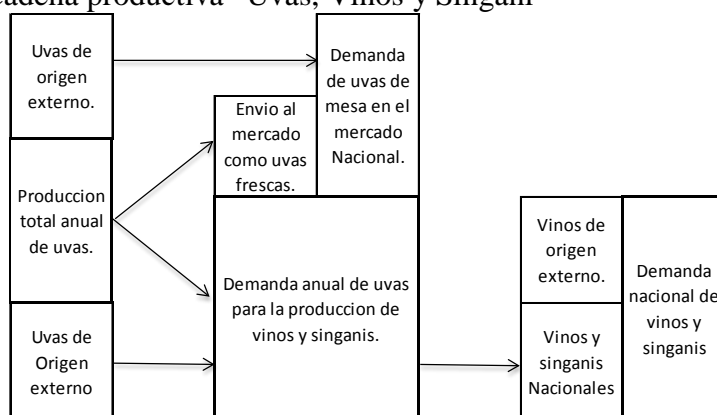 cadena productiva "Uvas, Vinos y Singani"
Uvas de
origen
externo.
Demanda
de uvas de
mesa en el
mercado
Nacional.
Envio al
mercado
como uvas
frescas.
Produccion
total anual
de uvas.
Demanda anual de uvas
para la produccion de
vinos y singanis.
Uvas de
Origen
externo
Vinos de
origen
externo.
Vinos y
singanis
Nacionales
Demanda
nacional de
vinos y
singanis